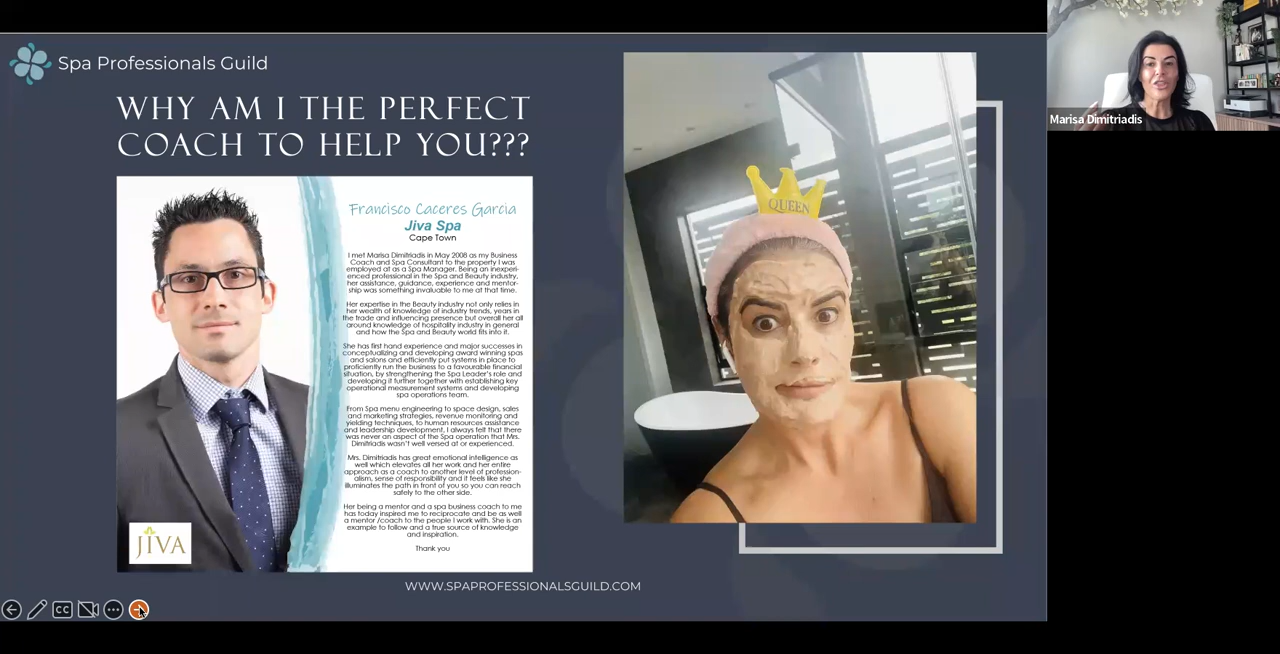 Spa Professionals Guild
WHY AM I THE PERFECT
COACH TO HELP YOU???
Francisco Caceres Garcia
Jiva Spa
Cape Town
I met Marisa Dimitriadis in May 2008 as my Business
Coach and Spa Consultant to the property I was
employed at as a Spa Manager. Being an inexperi-
enced professional in the Spa and Beauty industry,
her assistance, guidance, experience and mentor-
ship was something invaluable to me at that time.
Her expertise in the Beauty industry not only relies in
her wealth of knowledge of industry trends, years in
the trade and influencing presence but overall her all
around knowledge of hospitality industry in general
and how the Spa and Beauty world fits into it.
She has first hand experience and major successes in
conceptualizing and developing award winning spas
and salons and efficiently put systems in place to
proficiently run the business to a favourable financial
situation, by strengthening the Spa Leader's role and
developing it further together with establishing key
operational measurement systems and developing
spa operations team.
From Spa menu engineering to space design, sales
and marketing strategies, revenue monitoring and
yielding techniques, to human resources assistance
and leadership development, I always felt that there
was never an aspect of the Spa operation that Mrs.
Dimitriadis wasn't well versed at or experienced.
Mrs. Dimitriadis has great emotional intelligence as
well which elevates all her work and her entire
approach as a coach to another level of profession-
alism, sense of responsibility and it feels like she
illuminates the path in front of you so you can reach
safely to the other side.
Her being a mentor and a spa business coach to me
has today inspired me to reciprocate and be as well
a mentor /coach to the people I work with. She is an
example to follow and a true source of knowledge
and inspiration.
Thank you
JIVA
QUEEN
WWW.SPAPROFESSIONALSGUILD.COM
CC
Marisa Dimitriadis